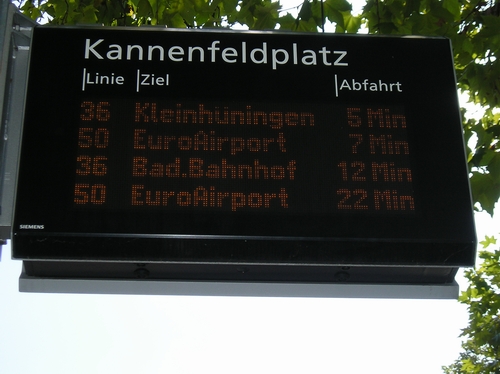 Kannenfeldplatz
Linie Ziel Abfahrt
36 Kleinhüningen 5 Min
50 EuroAirport 7 Min
36 Bad.Bahnhof 12 Min
50 EuroAirport 22 Min
SIEMENS